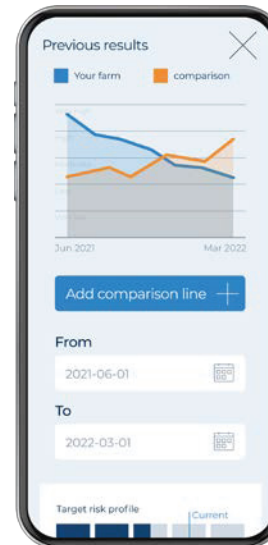 Previous results
Your farm comparison
Jun 2021 Mar 2022
Add comparison line
From
2021-06-01
To
2022-03-01
Target risk profile
Current